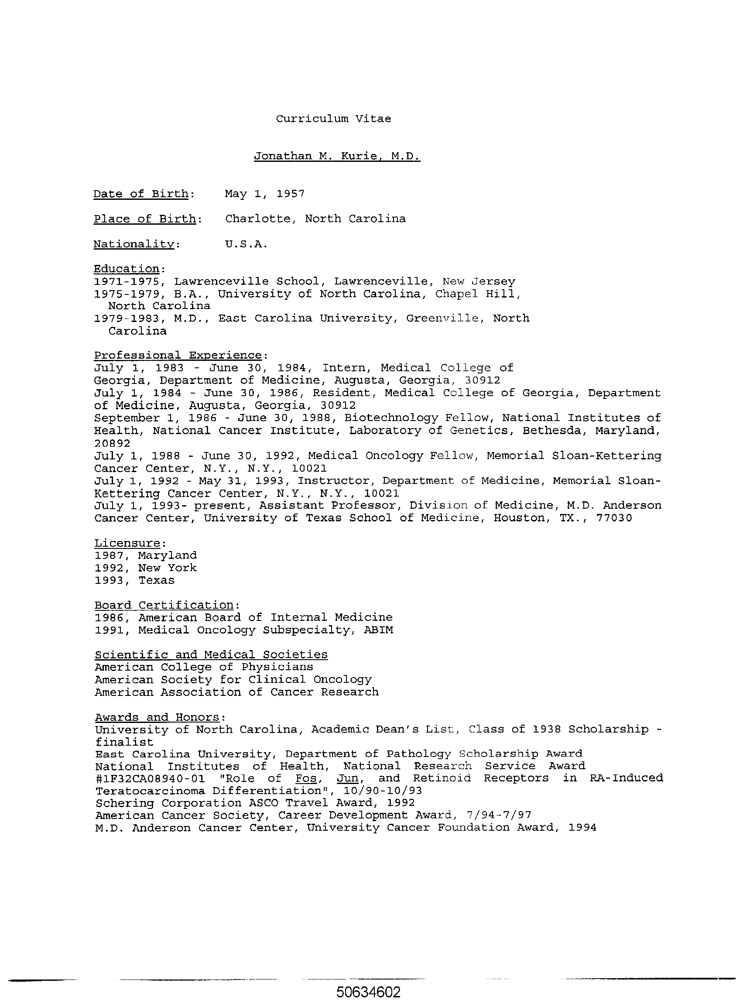 Curriculum Vitae
Jonathan M. Kurie, M.D.
Date of Birth: May 1, 1957
Place of Birth: Charlotte, North Carolina
Nationality: U.S.A.
Education:
1971-1975, Lawrenceville School, Lawrenceville, New Jersey
1975-1979, B.A., University of North Carolina, Chapel Hill,
North Carolina
1979-1983, M.D., East Carolina University, Greenville, North
Carolina
Professional Experience:
July 1, 1983 - June 30, 1984, Intern, Medical College of
Georgia, Department of Medicine, Augusta, Georgia, 30912
July 1, 1984 - June 30, 1986, Resident, Medical College of Georgia, Department
of Medicine, Augusta, Georgia, 30912
September 1, 1986 - June 30, 1988, Biotechnology Fellow, National Institutes of
Health, National Cancer Institute, Laboratory of Genetics, Bethesda, Maryland,
20892
July 1, 1988 - June 30, 1992, Medical Oncology Fellow, Memorial Sloan-Kettering
Cancer Center, N.Y., N.Y., 10021
July 1, 1992 - May 31, 1993, Instructor, Department of Medicine, Memorial Sloan-
Kettering Cancer Center, N.Y., N.Y., 10021
July 1, 1993- present, Assistant Professor, Division of Medicine, M.D. Anderson
Cancer Center, University of Texas School of Medicine, Houston, TX., 77030
Licensure:
1987, Maryland
1992, New York
1993, Texas
Board Certification:
1986, American Board of Internal Medicine
1991, Medical Oncology Subspecialty, ABIM
Scientific and Medical Societies
American College of Physicians
American Society for Clinical Oncology
American Association of Cancer Research
Awards and Honors:
University of North Carolina, Academic Dean's List, Class of 1938 Scholarship -
finalist
East Carolina University, Department of Pathology Scholarship Award
National Institutes of Health, National Research Service Award
#1F32CA08940-01 "Role of Fos, Jun, and Retinoid Receptors in RA-Induced
Teratocarcinoma Differentiation", 10/90-10/93
Schering Corporation ASCO Travel Award, 1992
American Cancer Society, Career Development Award, 7/94-7/97
M.D. Anderson Cancer Center, University Cancer Foundation Award, 1994
50634602